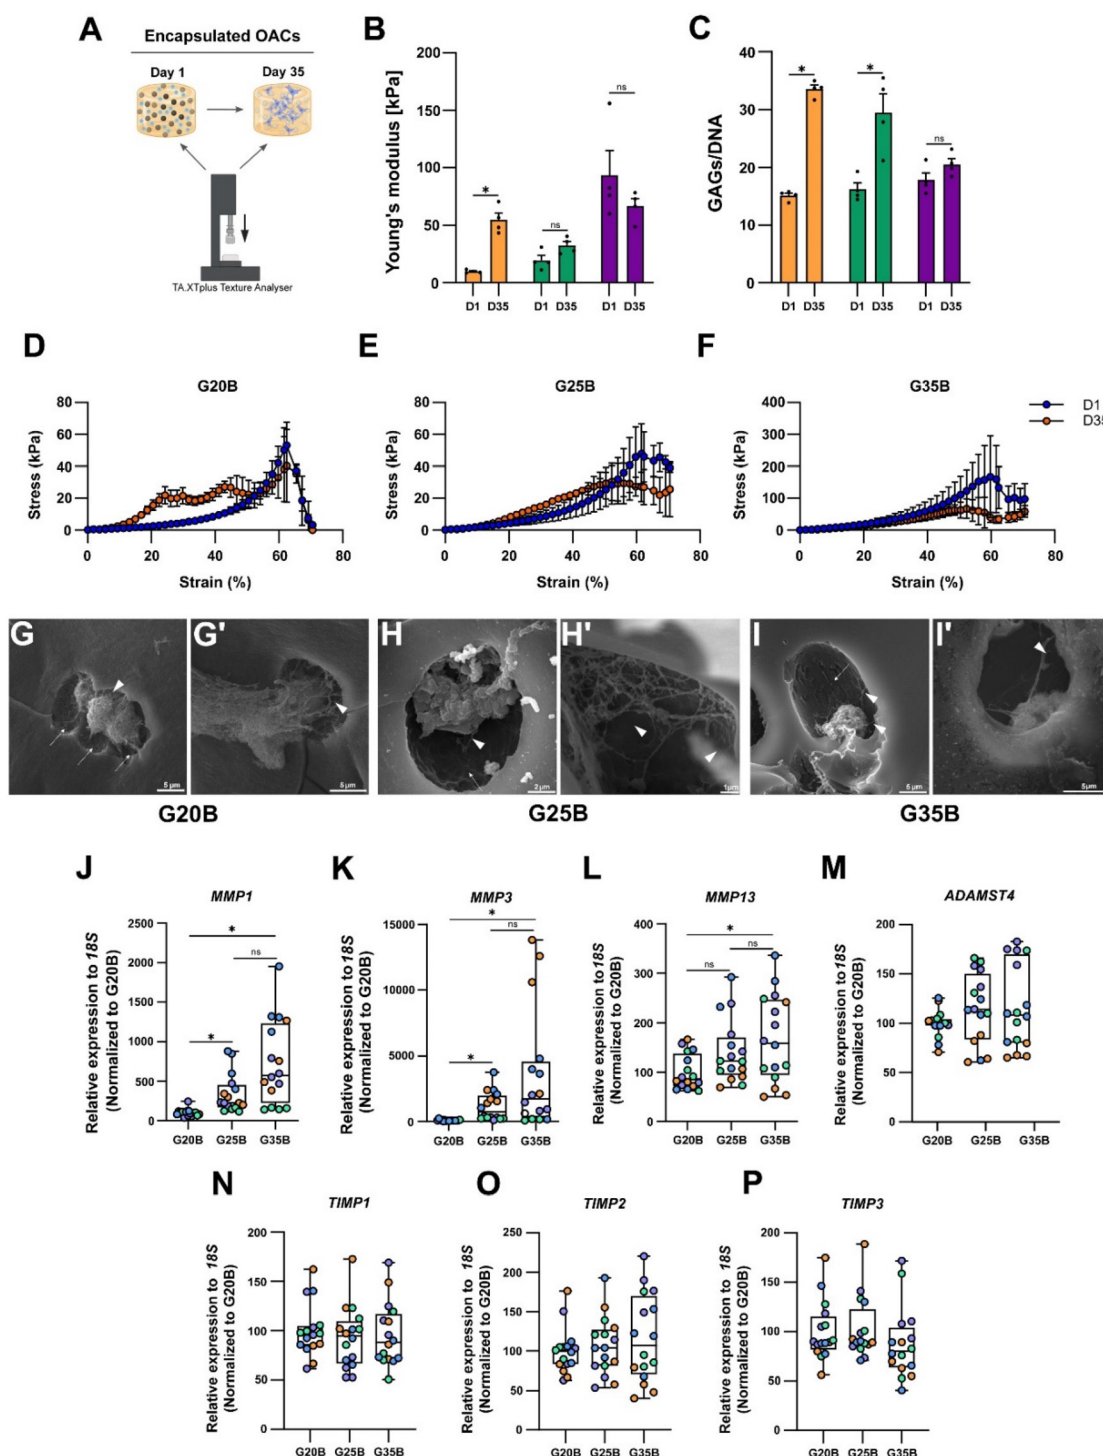 A
Encapsulated OACs
Day 1
Day 35
TA.XTplus Texture Analyser
B
Young's modulus [kPa]
200
150
100
50
0
*
ns
ns
D1 D35 D1 D35 D1 D35
C
GAGs/DNA
40
30
20
10
0
*
*
ns
D1 D35 D1 D35 D1 D35
D
G20B
Stress (kPa)
80
60
40
20
0
0 20 40 60 80
Strain (%)
E
G25B
Stress (kPa)
80
60
40
20
0
0 20 40 60 80
Strain (%)
F
G35B
Stress (kPa)
400
300
200
100
0
0 20 40 60 80
Strain (%)
D1
D35
G
5 µm
G'
5µm
H
2 µm
H'
1µm
I
5 µm
I'
5µm
G20B
G25B
G35B
J
MMP1
Relative expression to 18S
(Normalized to G20B)
2500
2000
1500
1000
500
0
*
ns
*
G20B G25B G35B
K
MMP3
Relative expression to 18S
(Normalized to G20B)
15000
10000
5000
0
*
ns
*
G20B G25B G35B
L
MMP13
Relative expression to 18S
(Normalized to G20B)
400
300
200
100
0
*
ns
ns
G20B G25B G35B
M
ADAMST4
Relative expression to 18S
(Normalized to G20B)
200
150
100
50
0
G20B G25B G35B
N
TIMP1
Relative expression to 18S
(Normalized to G20B)
200
150
100
50
0
G20B G25B G35B
O
TIMP2
Relative expression to 18S
(Normalized to G20B)
250
200
150
100
50
0
G20B G25B G35B
P
TIMP3
Relative expression to 18S
(Normalized to G20B)
200
150
100
50
0
G20B G25B G35B